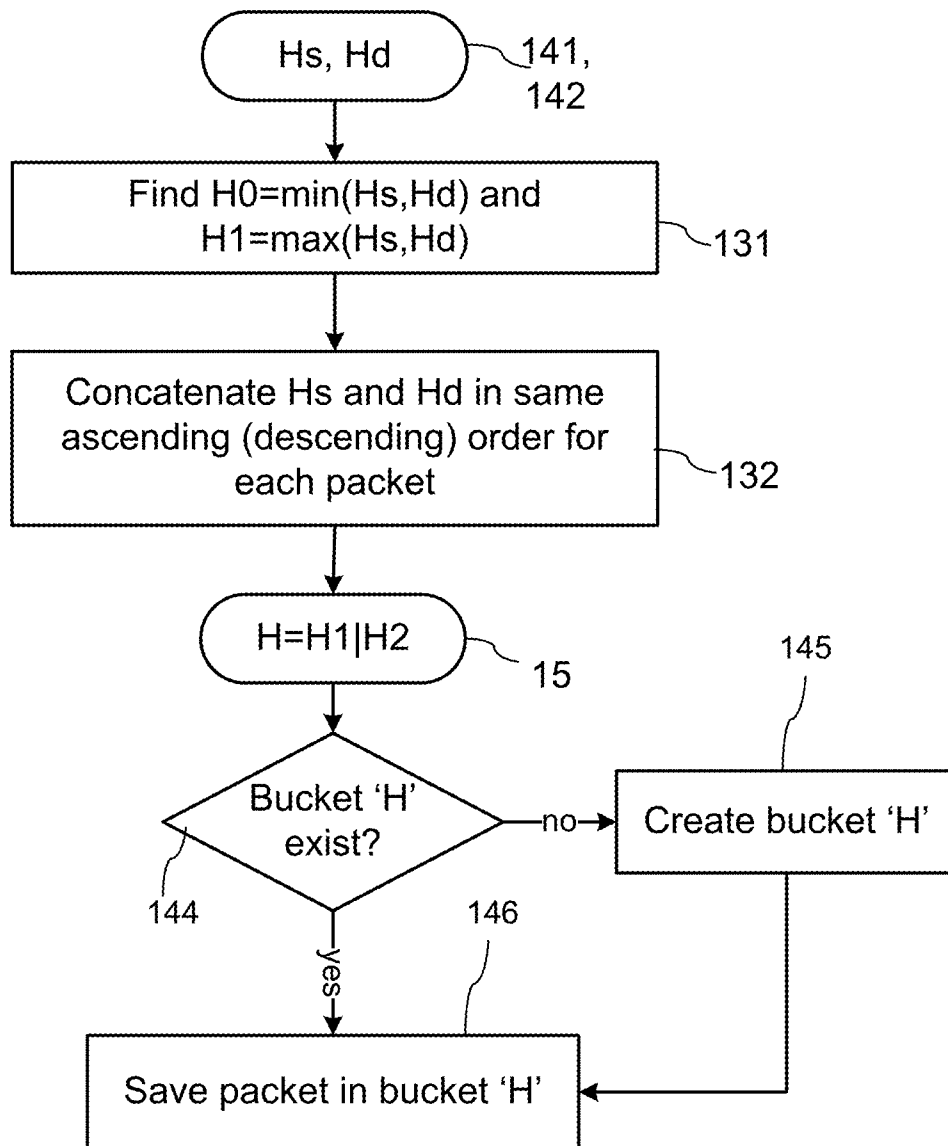 Hs, Hd
141,
142
Find H0=min(Hs,Hd) and
H1=max(Hs,Hd)
131
Concatenate Hs and Hd in same
ascending (descending) order for
each packet
132
H=H1|H2
15
145
Bucket ‘H’
exist?
no
Create bucket ‘H’
144
146
yes
Save packet in bucket ‘H’